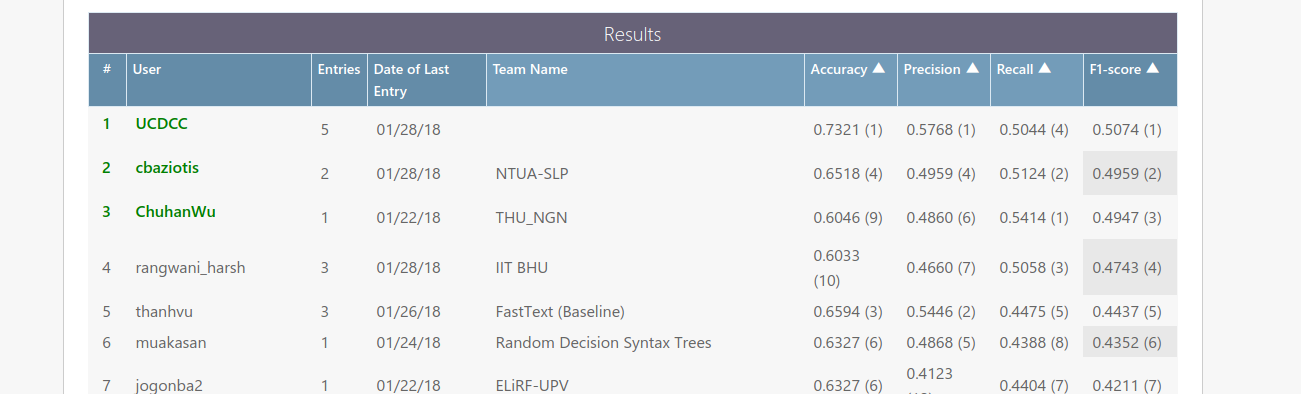 Results
# User Entries Date of Last Entry Team Name Accuracy ▲ Precision ▲ Recall ▲ F1-score ▲
1 UCDCC 5 01/28/18 0.7321 (1) 0.5768 (1) 0.5044 (4) 0.5074 (1)
2 cbaziotis 2 01/28/18 NTUA-SLP 0.6518 (4) 0.4959 (4) 0.5124 (2) 0.4959 (2)
3 ChuhanWu 1 01/22/18 THU_NGN 0.6046 (9) 0.4860 (6) 0.5414 (1) 0.4947 (3)
4 rangwani_harsh 3 01/28/18 IIT BHU 0.6033 (10) 0.4660 (7) 0.5058 (3) 0.4743 (4)
5 thanhvu 3 01/26/18 FastText (Baseline) 0.6594 (3) 0.5446 (2) 0.4475 (5) 0.4437 (5)
6 muakasan 1 01/24/18 Random Decision Syntax Trees 0.6327 (6) 0.4868 (5) 0.4388 (8) 0.4352 (6)
7 jogonba2 1 01/22/18 ELiRF-UPV 0.6327 (6) 0.4123 0.4404 (7) 0.4211 (7)